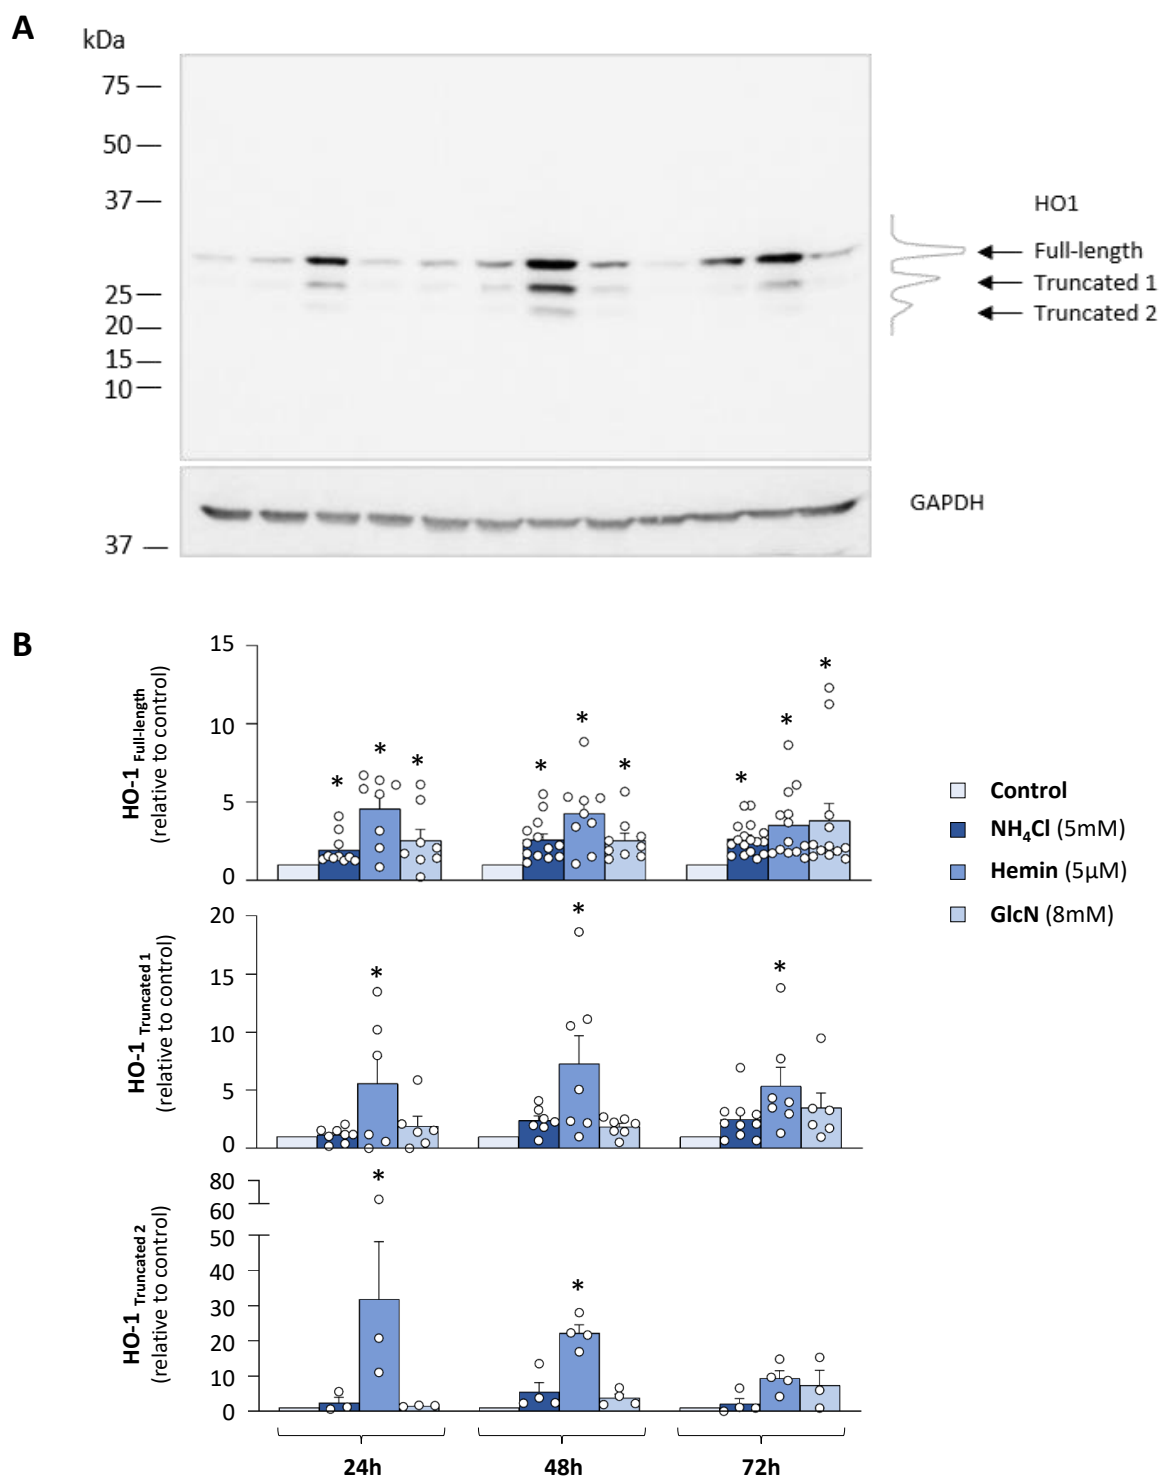 A
kDa
75
50
37
25
20
15
10
HO1
Full-length
Truncated 1
Truncated 2
GAPDH
37
B
HO-1 Full-length
(relative to control)
15
10
5
0
* * * * * * * * *
Control
NH₄Cl (5mM)
Hemin (5µM)
GlcN (8mM)
HO-1 Truncated 1
(relative to control)
20
15
10
5
0
* * *
HO-1 Truncated 2
(relative to control)
80
60
50
40
30
20
10
0
* *
24h 48h 72h